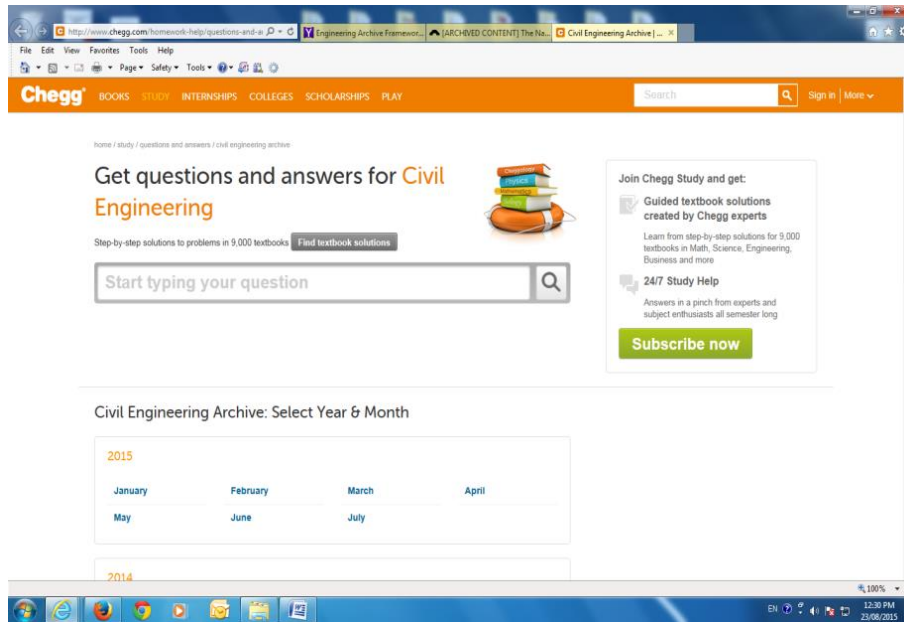 http://www.chegg.com/homework-help/questions-and-a
Engineering Archive Framewor...
[ARCHIVED CONTENT] The Na...
Civil Engineering Archive | ...
File Edit View Favorites Tools Help
Page Safety Tools
Chegg BOOKS STUDY INTERNSHIPS COLLEGES SCHOLARSHIPS PLAY Search Sign In | More
home / study / questions and answers / civil engineering archive
Get questions and answers for Civil
Engineering
Step-by-step solutions to problems in 9,000 textbooks Find textbook solutions
Start typing your question
Physics
Join Chegg Study and get:
Guided textbook solutions
created by Chegg experts
Learn from step-by-step solutions for 9,000
textbooks in Math, Science, Engineering,
Business and more
24/7 Study Help
Answers in a pinch from experts and
subject enthusiasts all semester long
Subscribe now
Civil Engineering Archive: Select Year & Month
2015
January February March April
May June July
2014
100%
EN 12:30 PM
23/08/2015